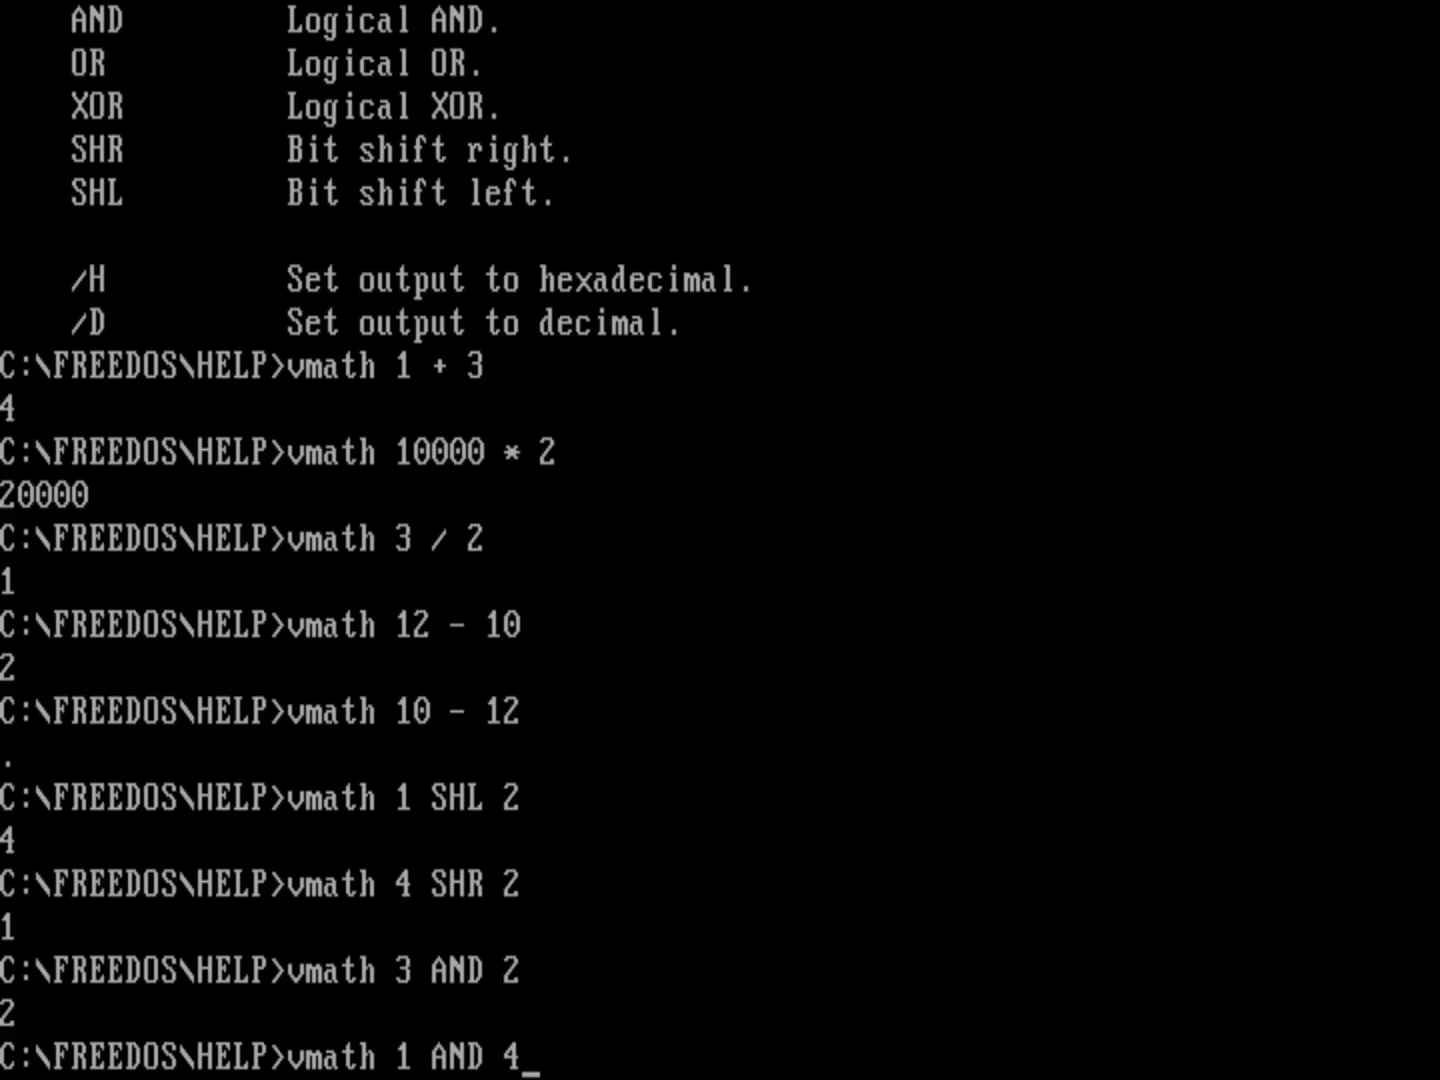 AND Logical AND.
OR Logical OR.
XOR Logical XOR.
SHR Bit shift right.
SHL Bit shift left.
/H Set output to hexadecimal.
/D Set output to decimal.
C:\FREEDOS\HELP>vmath 1 + 3
4
C:\FREEDOS\HELP>vmath 10000 * 2
20000
C:\FREEDOS\HELP>vmath 3 / 2
1
C:\FREEDOS\HELP>vmath 12 - 10
2
C:\FREEDOS\HELP>vmath 10 - 12
.
C:\FREEDOS\HELP>vmath 1 SHL 2
4
C:\FREEDOS\HELP>vmath 4 SHR 2
1
C:\FREEDOS\HELP>vmath 3 AND 2
2
C:\FREEDOS\HELP>vmath 1 AND 4_